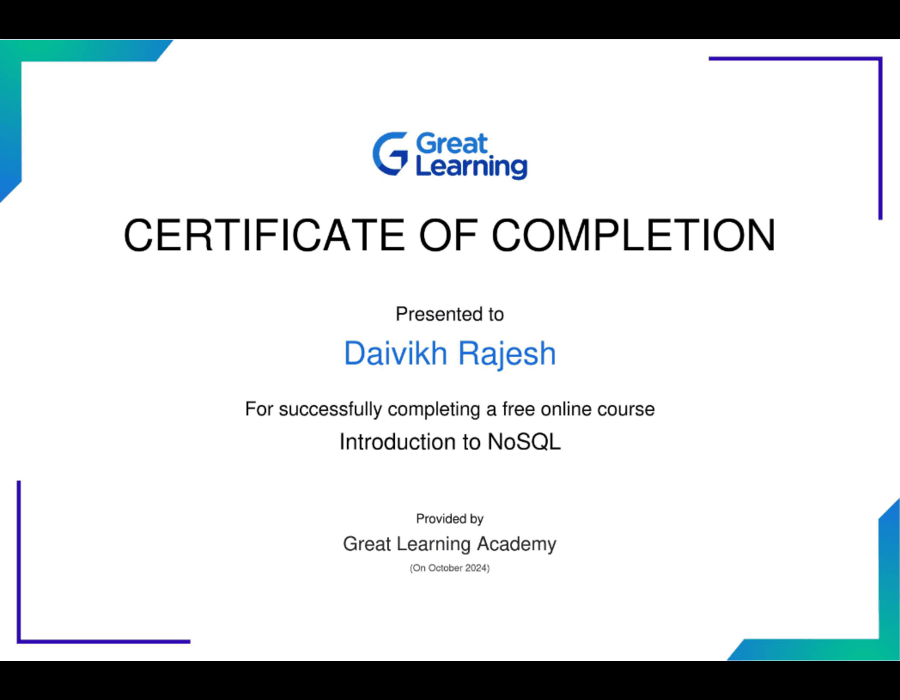 Great
Learning
CERTIFICATE OF COMPLETION
Presented to
Daivikh Rajesh
For successfully completing a free online course
Introduction to NoSQL
Provided by
Great Learning Academy
(On October 2024)